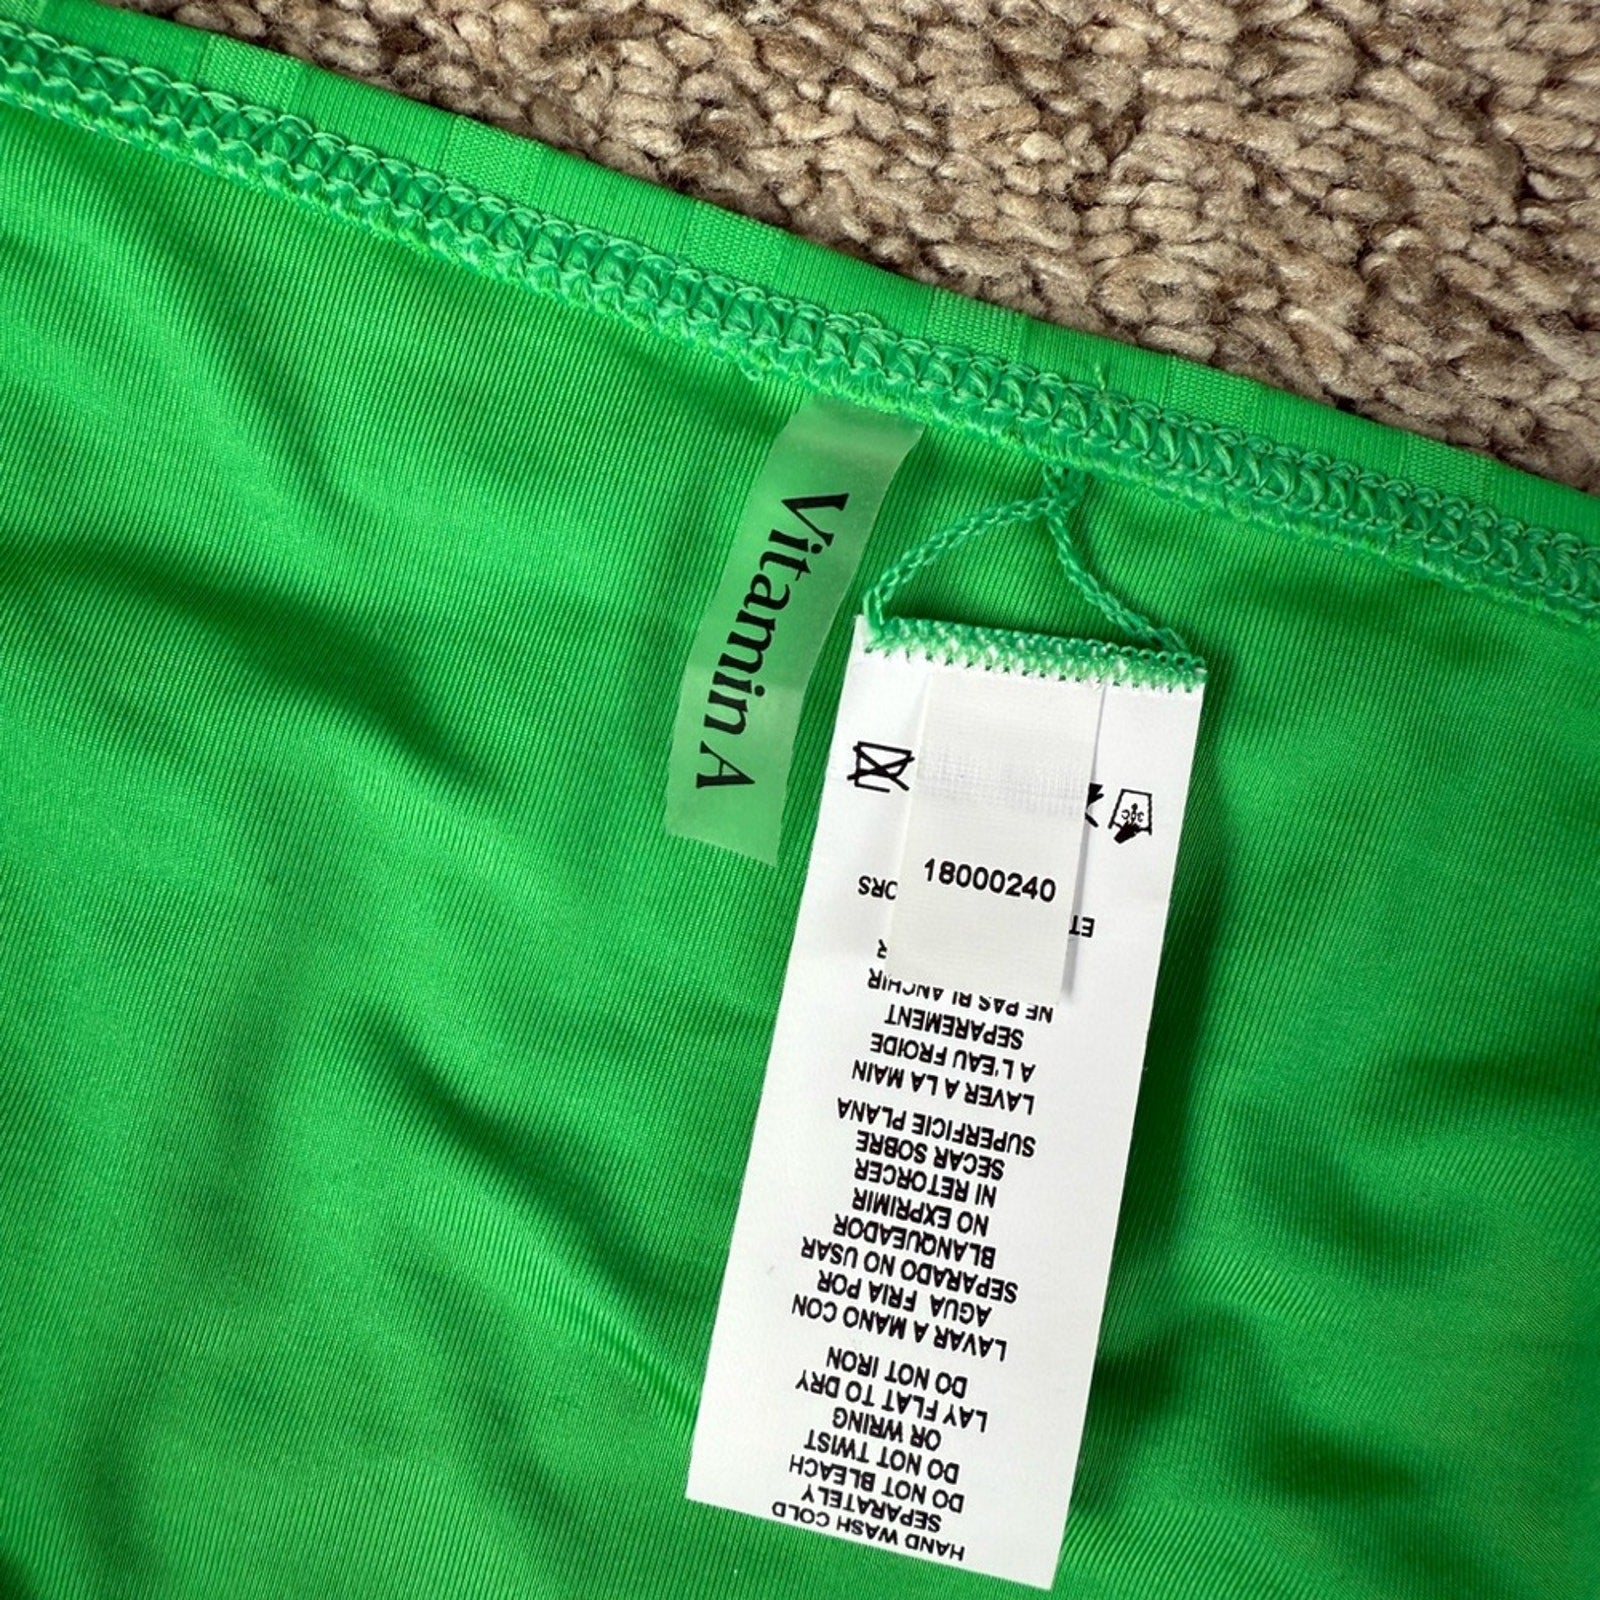 Vitamin A
18000240
HAND WASH COLD
SEPARATELY
DO NOT BLEACH
DO NOT TWIST
OR WRING
LAY FLAT TO DRY
DO NOT IRON
LAVAR A MANO CON
AGUA FRIA POR
SEPARADO NO USAR
BLANQUEADOR
NO EXPRIMIR
NI RETORCER
SECAR SOBRE
SUPERFICIE PLANA
LAVER A LA MAIN
A L'EAU FROIDE
SEPAREMENT
NE PAS BLANCHIR